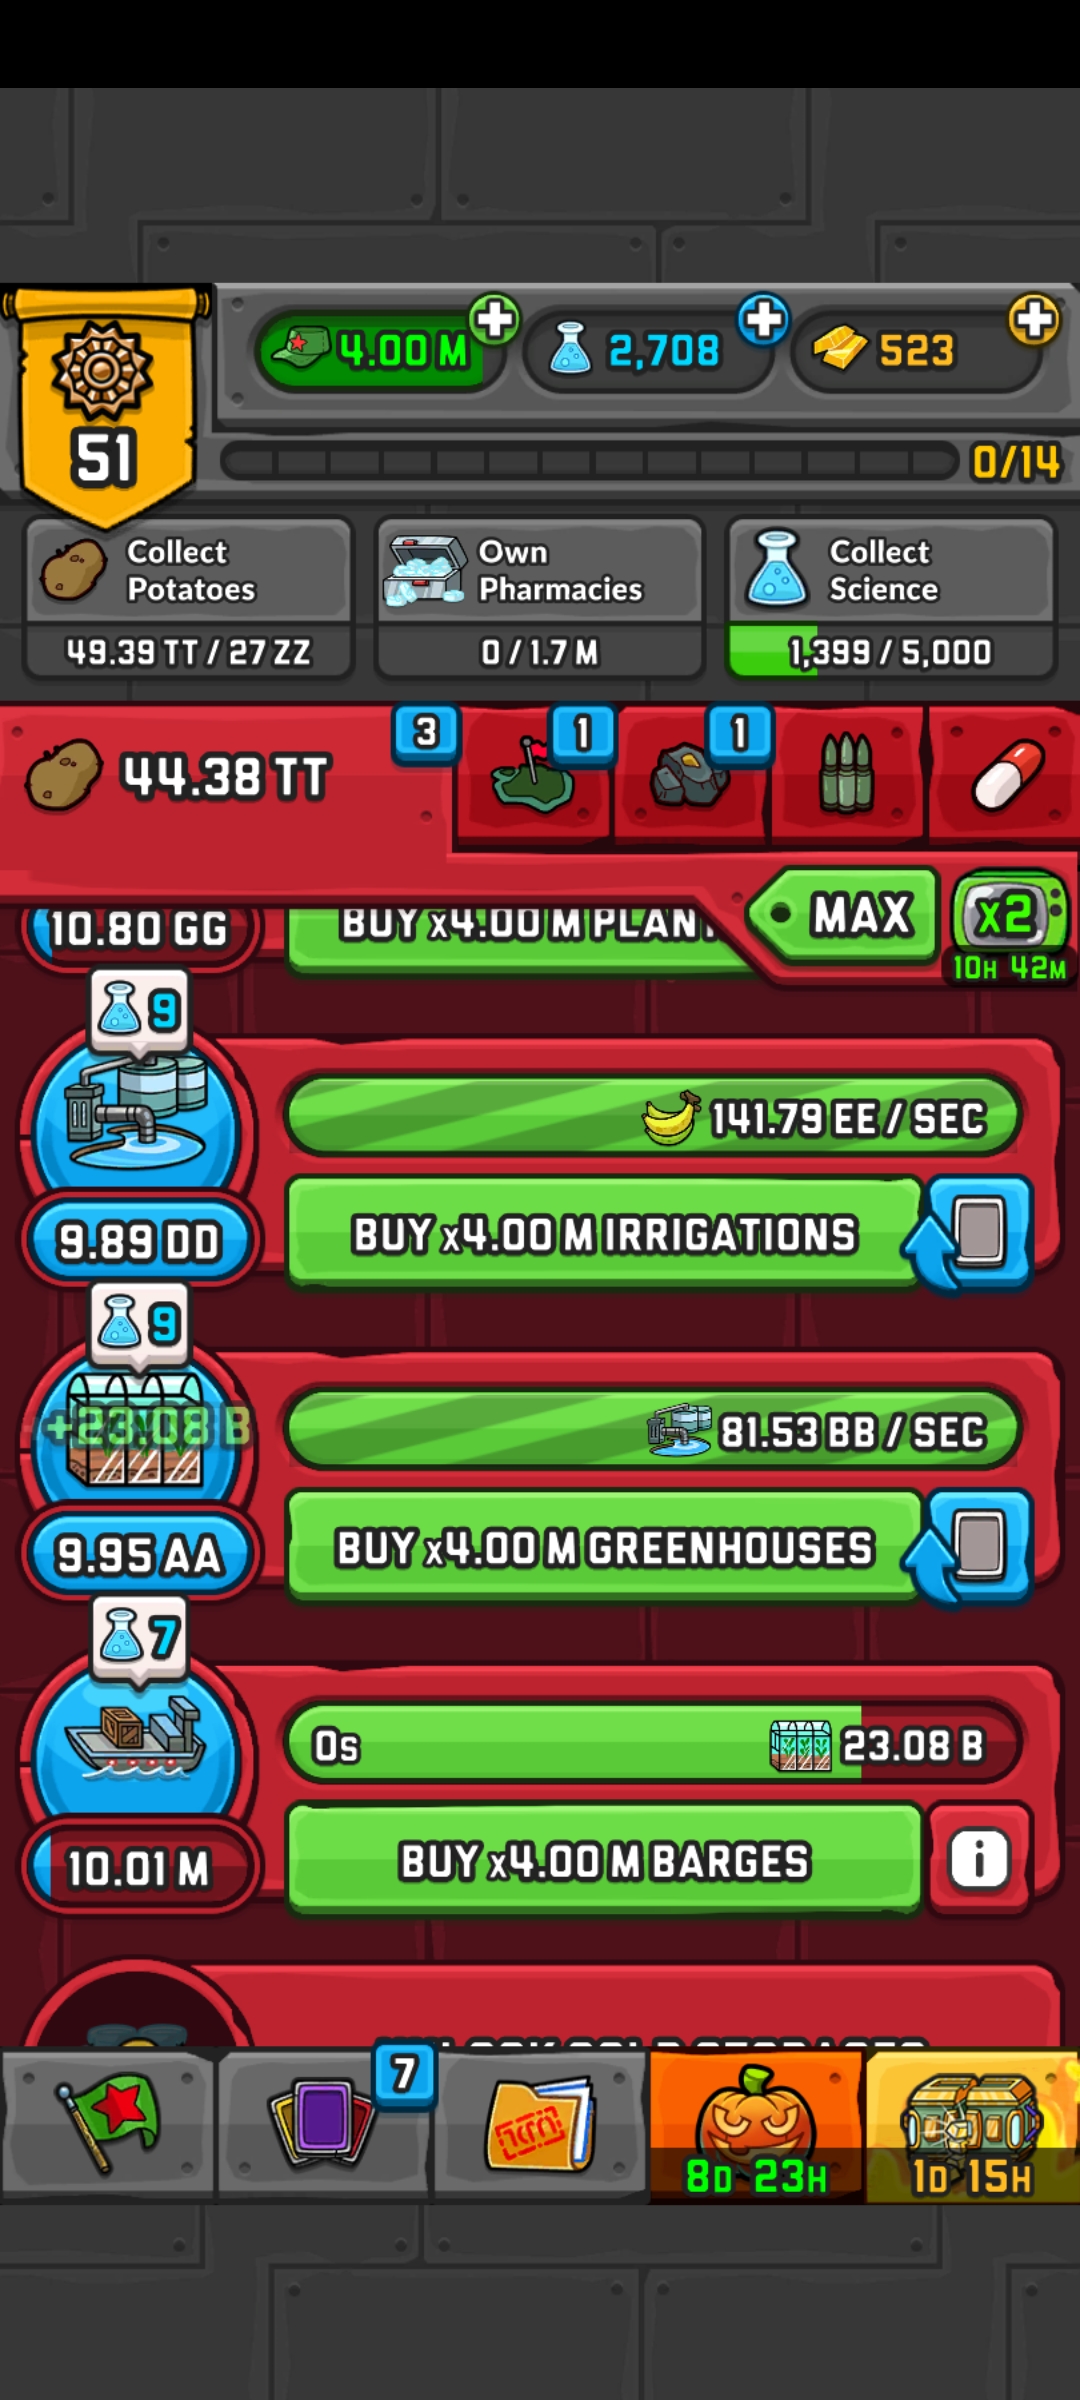 4.00 M
2,708
523
51
0/14
Collect
Potatoes
49.39 TT / 27 ZZ
Own
Pharmacies
0 / 1.7 M
Collect
Science
1,399 / 5,000
44.38 TT
3
1
1
MAX
x2
10H 42M
10.80 GG
BUY x4.00 M PLANT
9
141.79 EE / SEC
9.89 DD
BUY x4.00 M IRRIGATIONS
9
+23.08 B
81.53 BB / SEC
9.95 AA
BUY x4.00 M GREENHOUSES
7
0s
23.08 B
10.01 M
BUY x4.00 M BARGES
i
7
8D 23H
1D 15H